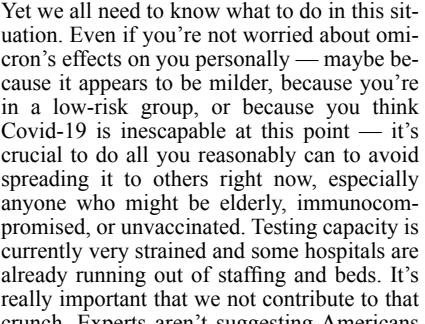 Yet we all need to know what to do in this sit-
uation. Even if you're not worried about omi-
cron's effects on you personally — maybe be-
cause it appears to be milder, because you're
in a low-risk group, or because you think
Covid-19 is inescapable at this point — it's
crucial to do all you reasonably can to avoid
spreading it to others right now, especially
anyone who might be elderly, immunocom-
promised, or unvaccinated. Testing capacity is
currently very strained and some hospitals are
already running out of staffing and beds. It's
really important that we not contribute to that
crunch. Experts aren't suggesting Americans